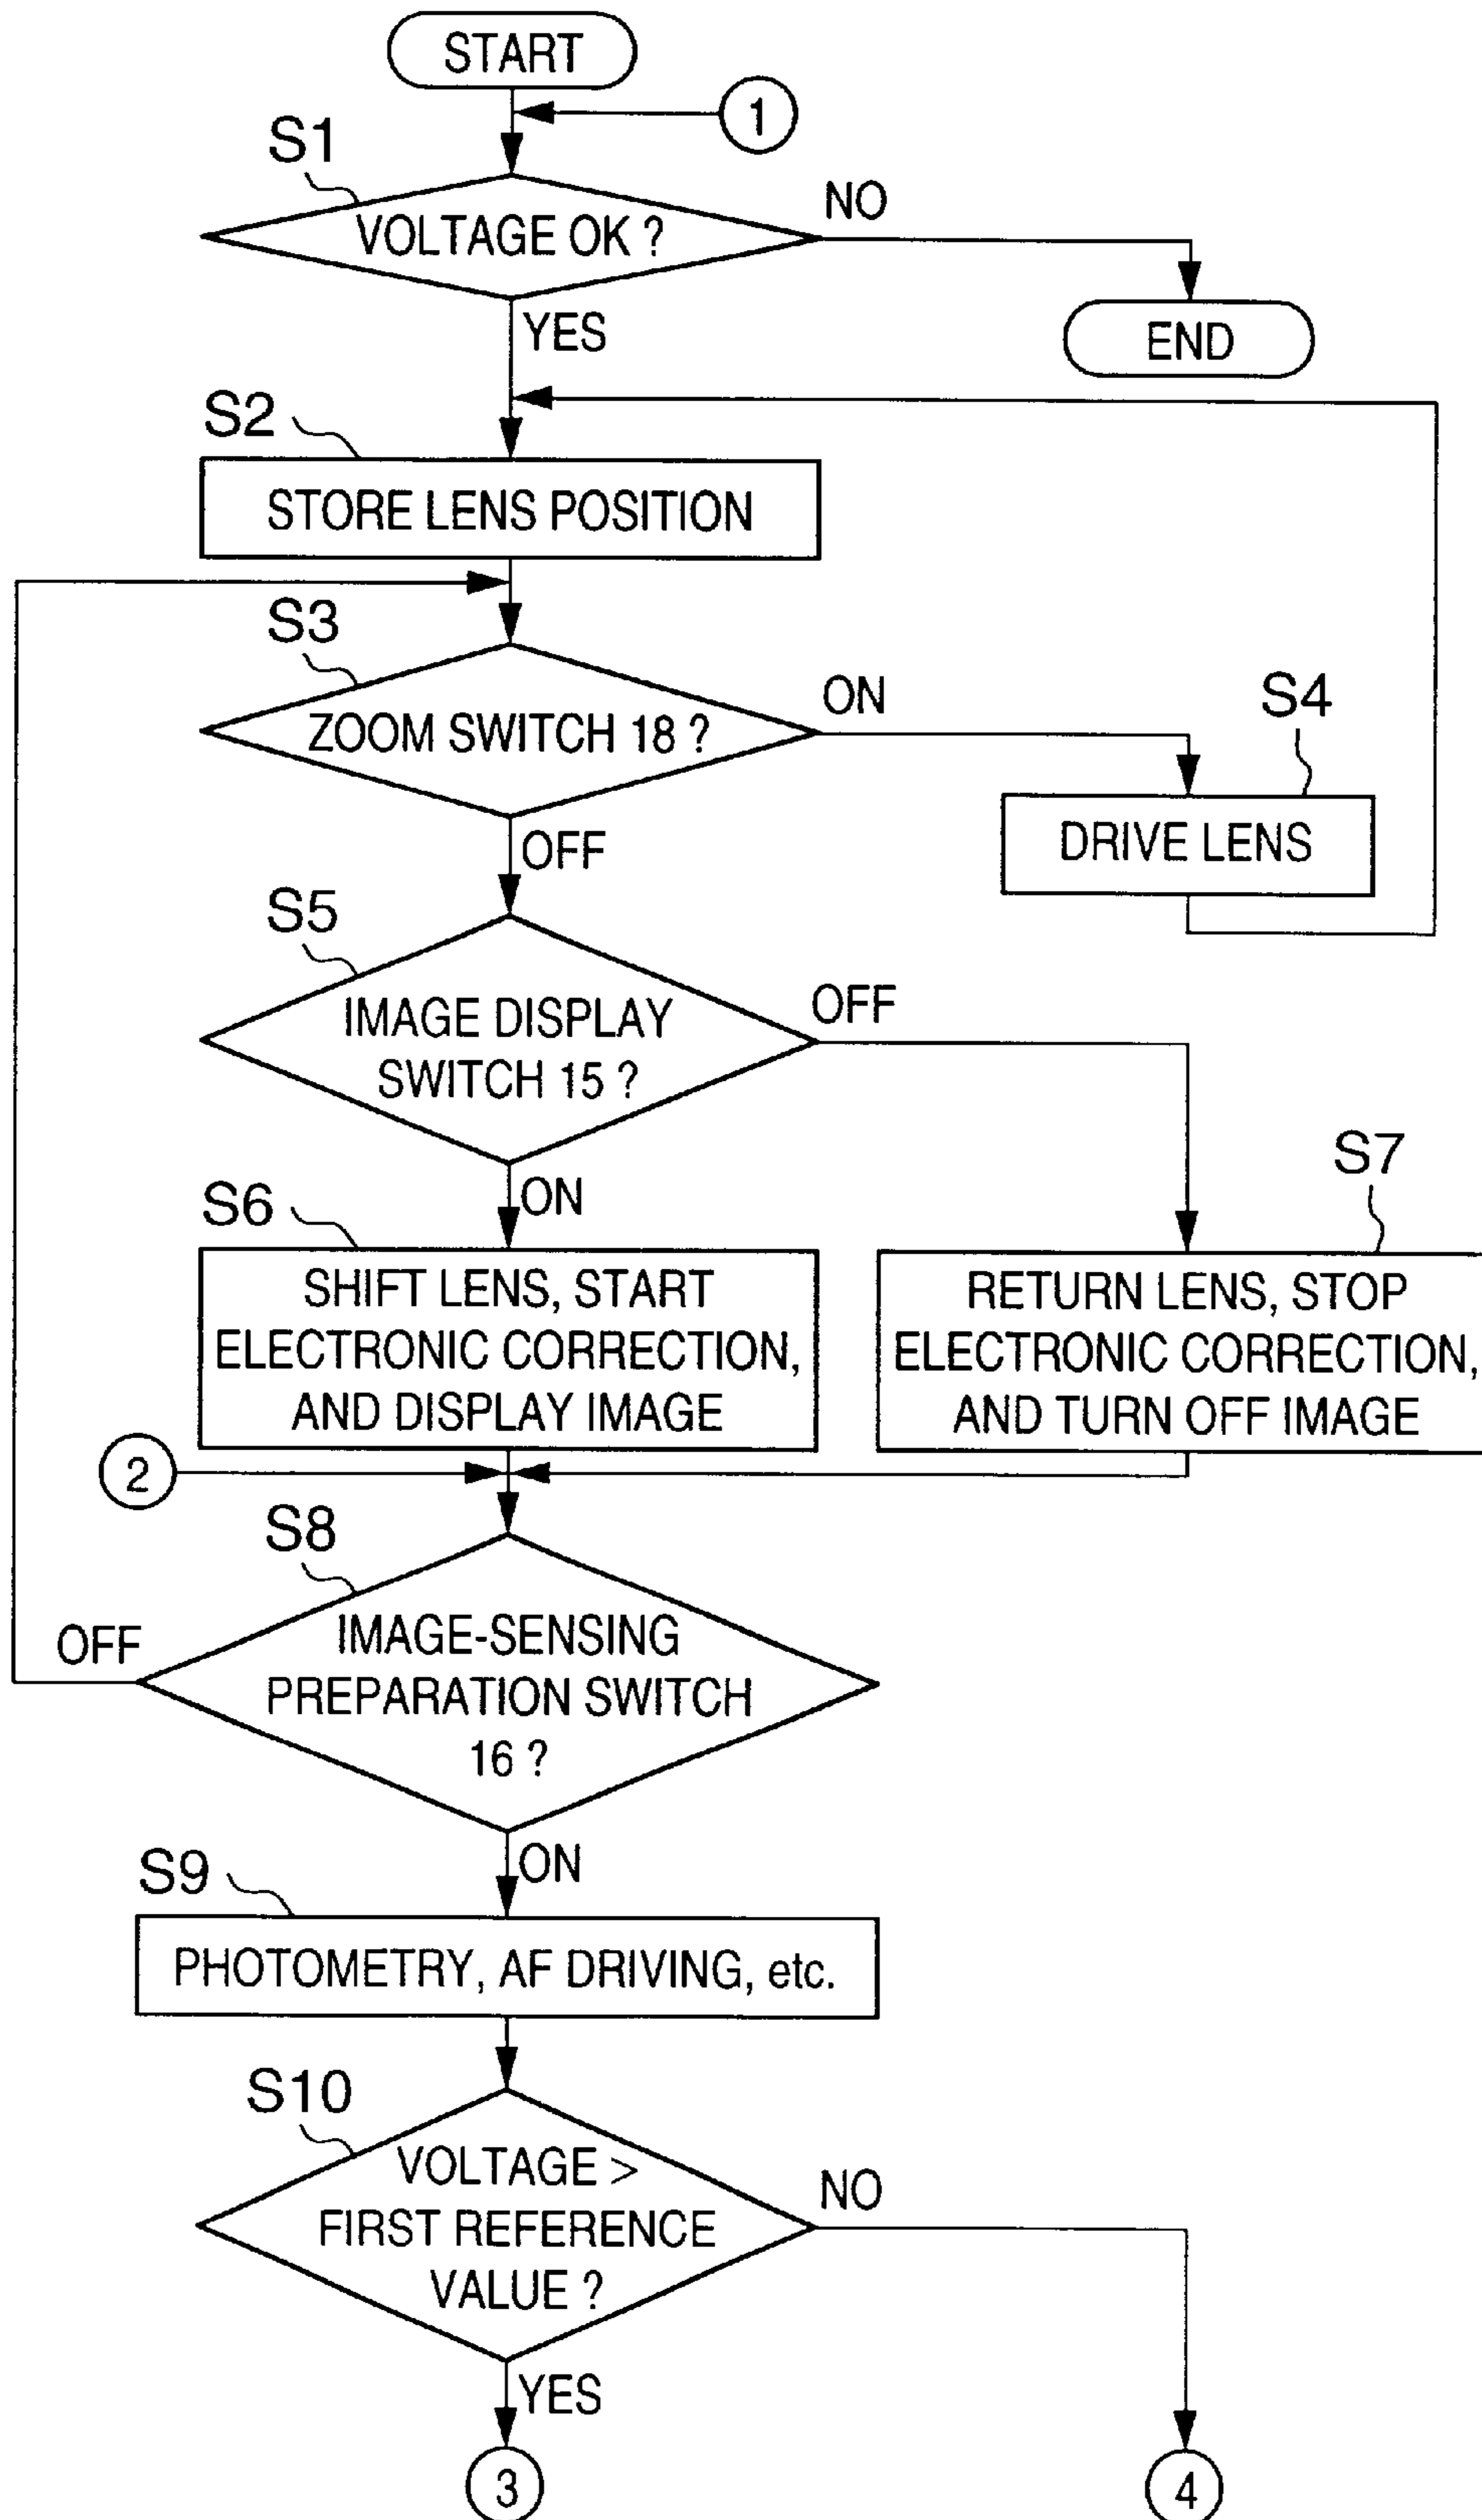 START
1
S1
VOLTAGE OK ?
NO
YES
END
S2
STORE LENS POSITION
S3
ZOOM SWITCH 18 ?
ON
S4
DRIVE LENS
OFF
S5
IMAGE DISPLAY
SWITCH 15 ?
OFF
ON
S6
SHIFT LENS, START
ELECTRONIC CORRECTION,
AND DISPLAY IMAGE
S7
RETURN LENS, STOP
ELECTRONIC CORRECTION,
AND TURN OFF IMAGE
2
S8
IMAGE-SENSING
PREPARATION SWITCH
16 ?
OFF
ON
S9
PHOTOMETRY, AF DRIVING, etc.
S10
VOLTAGE >
FIRST REFERENCE
VALUE ?
NO
YES
3
4